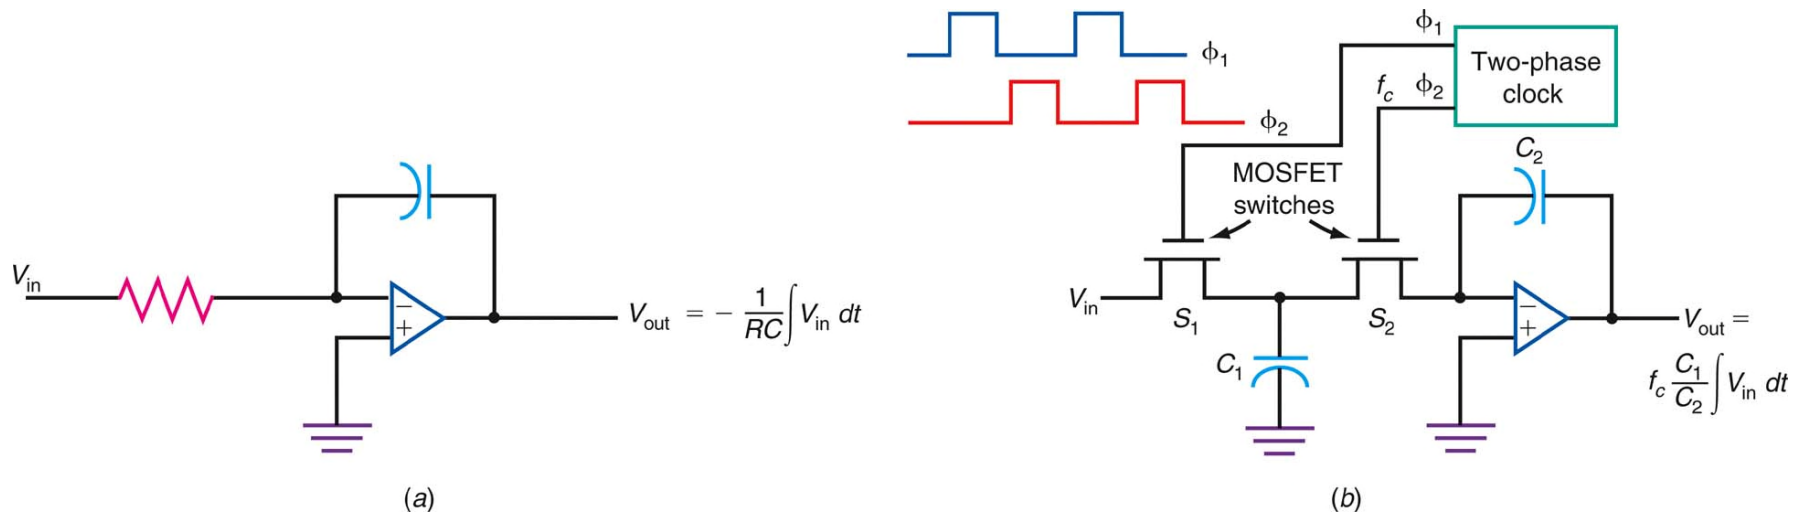 V_in
−
+
V_out = − 1/RC ∫ V_in dt
(a)
ϕ₁
ϕ₂
ϕ₁
f_c ϕ₂
Two-phase
clock
MOSFET
switches
C₂
V_in
S₁
S₂
C₁
−
+
V_out =
f_c C₁/C₂ ∫ V_in dt
(b)